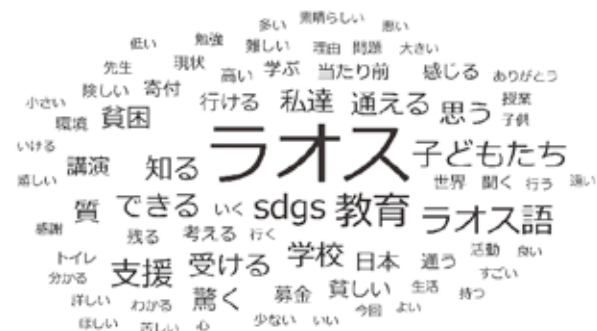 多い 素晴らしい 悪い
低い 勉強 難しい 理由 問題 大きい
先生 現状 高い 学ぶ 当たり前 感じる ありがとう
険しい 寄付 行ける 私達 通える 思う 授業
小さい 環境 貧困 ラオス 子供
いける 講演 知る 子どもたち
嬉しい 世界 聞く 行う 遠い
質 できる いく sdgs 教育 ラオス語
感謝 残る 考える 行く
トイレ 支援 受ける 学校 日本 通う 活動 良い
分かる すごい
詳しい わかる 驚く 募金 貧しい 生活 持つ
ほしい 苦しい 心 少ない いい 今回 よい